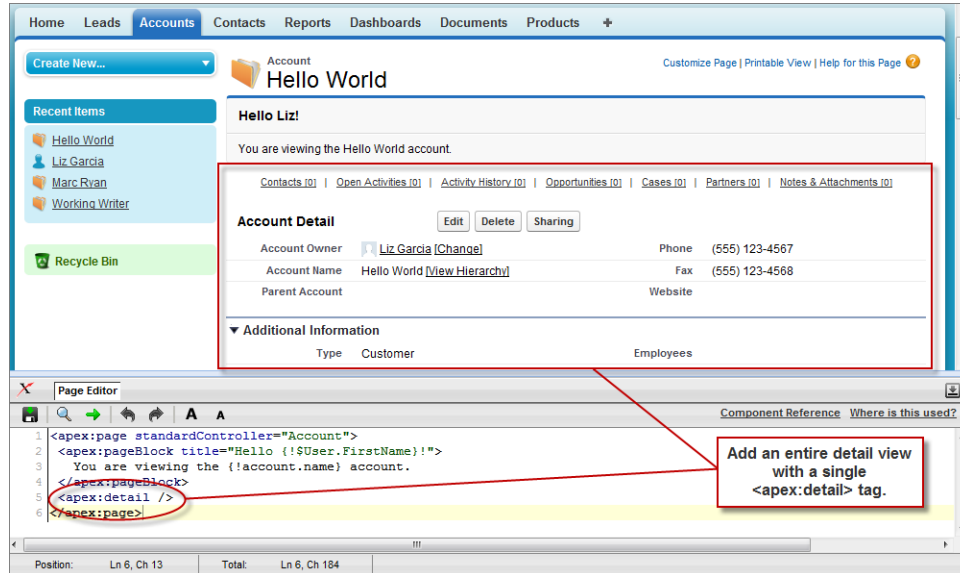 Home Leads Accounts Contacts Reports Dashboards Documents Products +
Create New...
Account
Hello World
Customize Page | Printable View | Help for this Page ?
Recent Items
Hello World
Liz Garcia
Marc Ryan
Working Writer
Recycle Bin
Hello Liz!
You are viewing the Hello World account.
Contacts [0] | Open Activities [0] | Activity History [0] | Opportunities [0] | Cases [0] | Partners [0] | Notes & Attachments [0]
Account Detail Edit Delete Sharing
Account Owner Liz Garcia [Change] Phone (555) 123-4567
Account Name Hello World [View Hierarchy] Fax (555) 123-4568
Parent Account Website
Additional Information
Type Customer Employees
Page Editor
A A Component Reference Where is this used?
1 <apex:page standardController="Account">
2 <apex:pageBlock title="Hello {!$User.FirstName}!">
3 You are viewing the {!account.name} account.
4 </apex:pageBlock>
5 <apex:detail />
6 </apex:page>
Add an entire detail view
with a single
<apex:detail> tag.
Position: Ln 6, Ch 13 Total: Ln 6, Ch 184